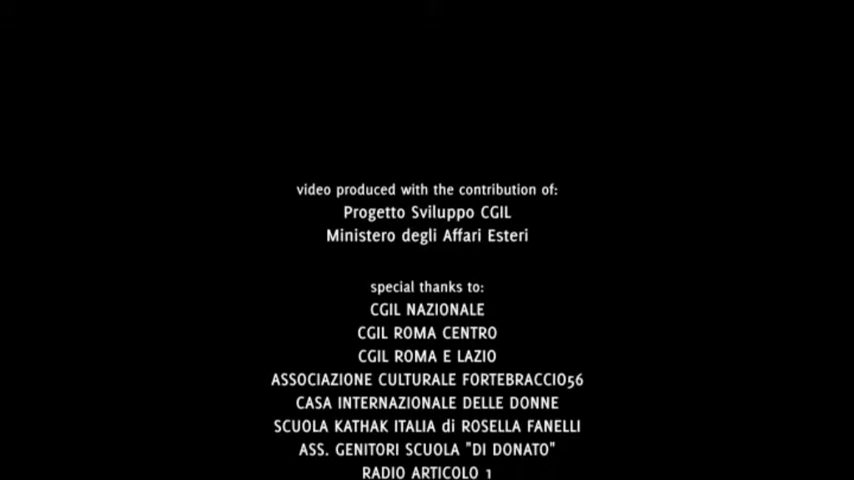 video produced with the contribution of:
Progetto Sviluppo CGIL
Ministero degli Affari Esteri
special thanks to:
CGIL NAZIONALE
CGIL ROMA CENTRO
CGIL ROMA E LAZIO
ASSOCIAZIONE CULTURALE FORTEBRACCIO56
CASA INTERNAZIONALE DELLE DONNE
SCUOLA KATHAK ITALIA di ROSELLA FANELLI
ASS. GENITORI SCUOLA "DI DONATO"
RADIO ARTICOLO 1